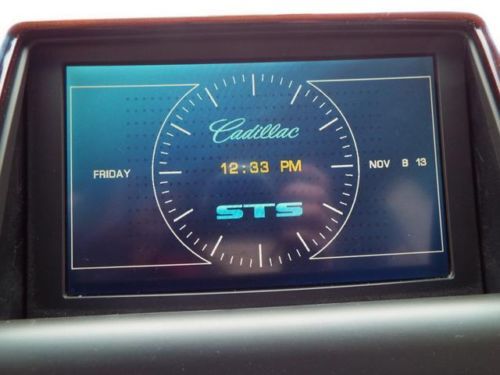 Cadillac
FRIDAY
12:33 PM
NOV 8 13
STS